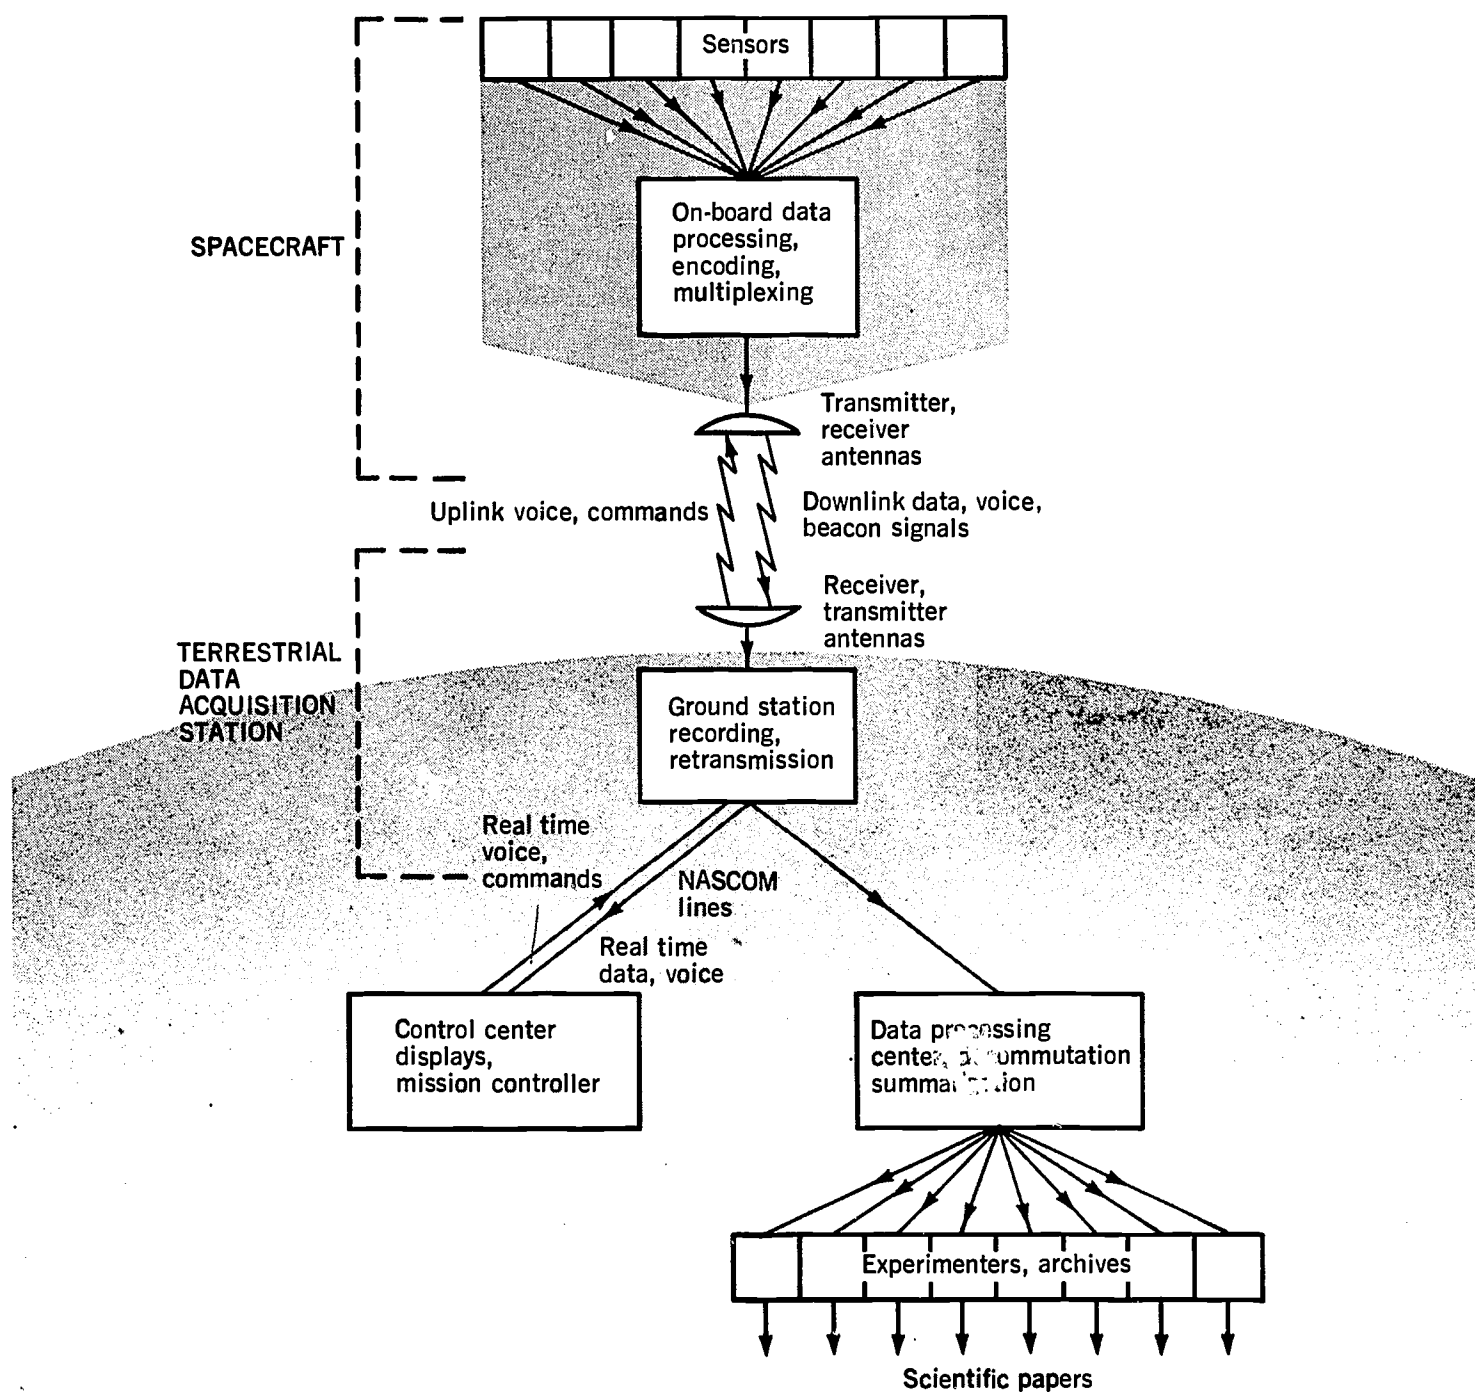 Sensors
On-board data
processing,
encoding,
multiplexing
SPACECRAFT
Transmitter,
receiver
antennas
Uplink voice, commands
Downlink data, voice,
beacon signals
Receiver,
transmitter
antennas
TERRESTRIAL
DATA
ACQUISITION
STATION
Ground station
recording,
retransmission
Real time
voice,
commands
NASCOM
lines
Real time
data, voice
Control center
displays,
mission controller
Data processing
center,
Experimenters, archives
Scientific papers